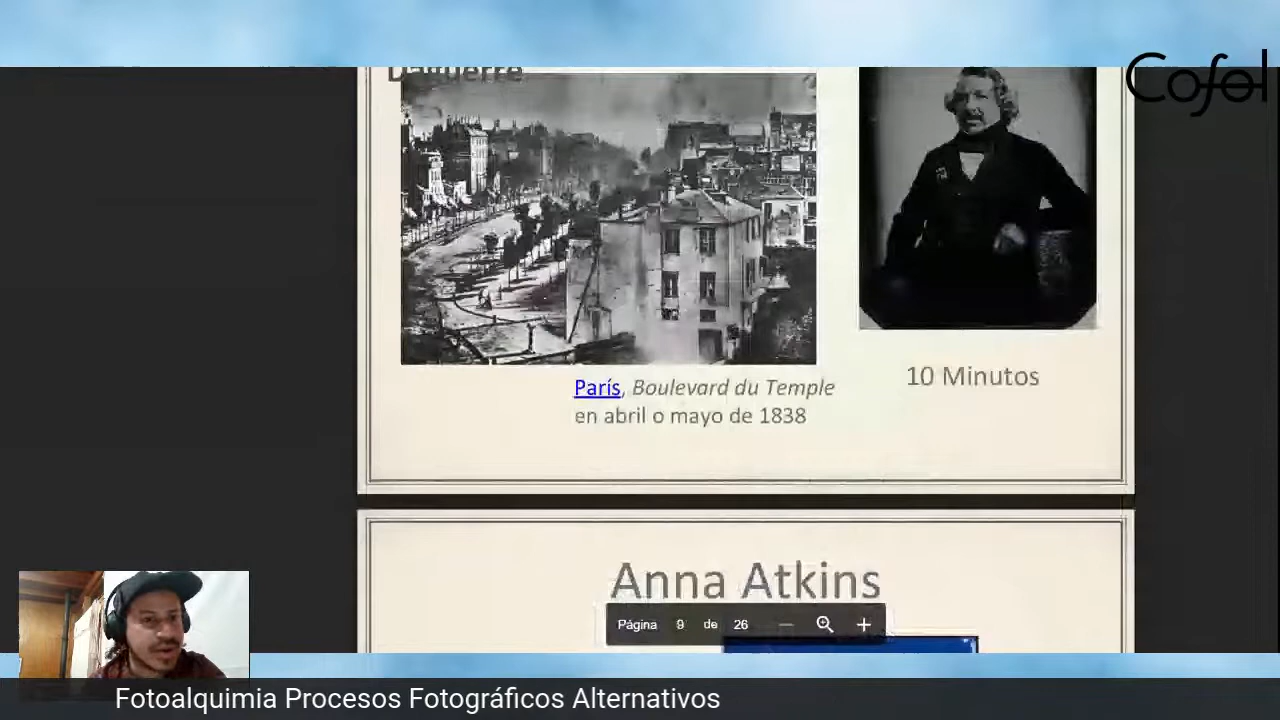 Cofol
Daguerre
París, Boulevard du Temple
en abril o mayo de 1838
10 Minutos
Anna Atkins
Página 9 de 26
Fotoalquimia Procesos Fotográficos Alternativos